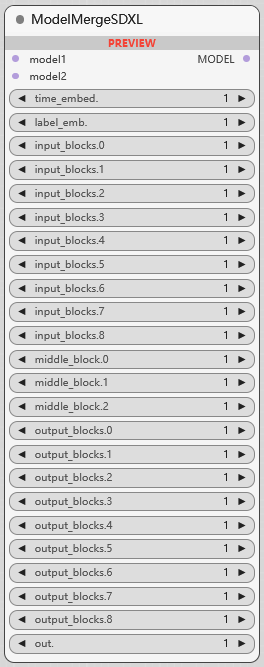 ModelMergeSDXL
PREVIEW
model1 MODEL
model2
time_embed. 1
label_emb. 1
input_blocks.0 1
input_blocks.1 1
input_blocks.2 1
input_blocks.3 1
input_blocks.4 1
input_blocks.5 1
input_blocks.6 1
input_blocks.7 1
input_blocks.8 1
middle_block.0 1
middle_block.1 1
middle_block.2 1
output_blocks.0 1
output_blocks.1 1
output_blocks.2 1
output_blocks.3 1
output_blocks.4 1
output_blocks.5 1
output_blocks.6 1
output_blocks.7 1
output_blocks.8 1
out. 1